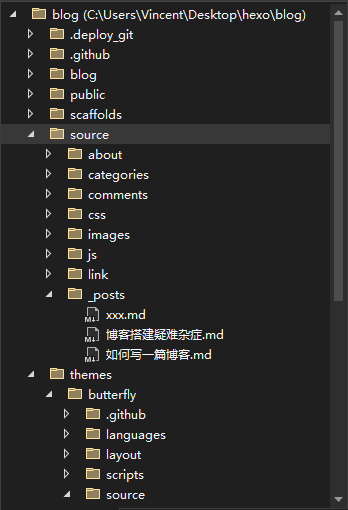 blog (C:\Users\Vincent\Desktop\hexo\blog)
.deploy_git
.github
blog
public
scaffolds
source
about
categories
comments
css
images
js
link
_posts
xxx.md
博客搭建疑难杂症.md
如何写一篇博客.md
themes
butterfly
.github
languages
layout
scripts
source